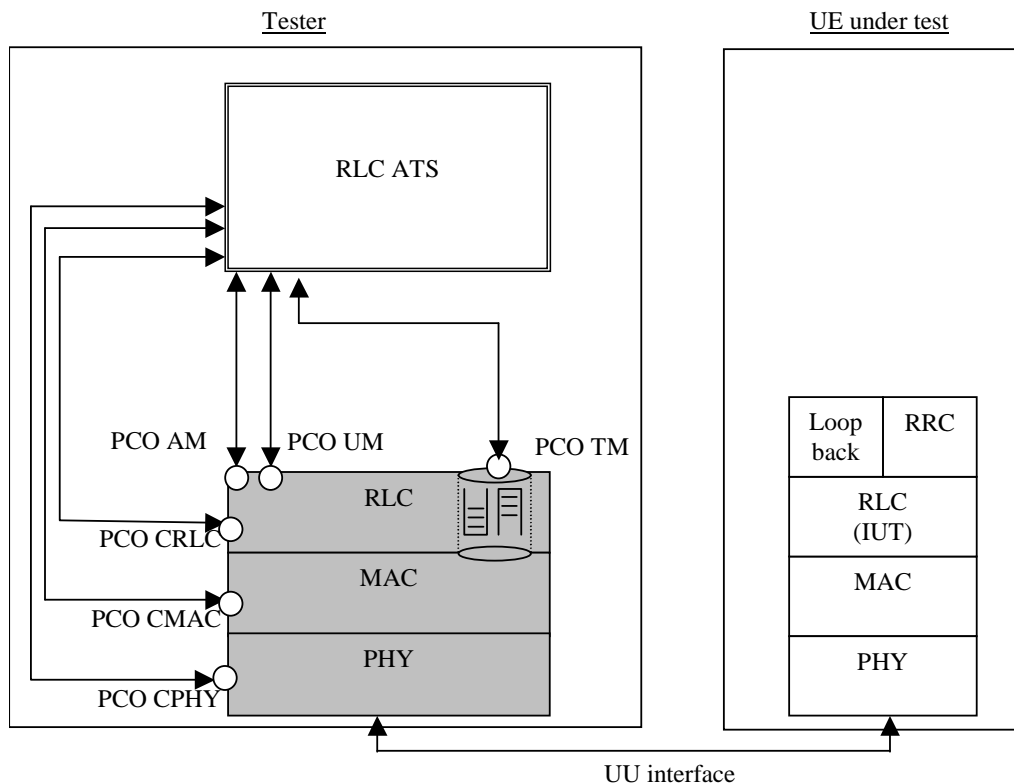 Tester
UE under test
RLC ATS
PCO AM
PCO UM
PCO TM
Loop
back
RRC
RLC
RLC
(IUT)
PCO CRLC
MAC
MAC
PCO CMAC
PHY
PHY
PCO CPHY
UU interface